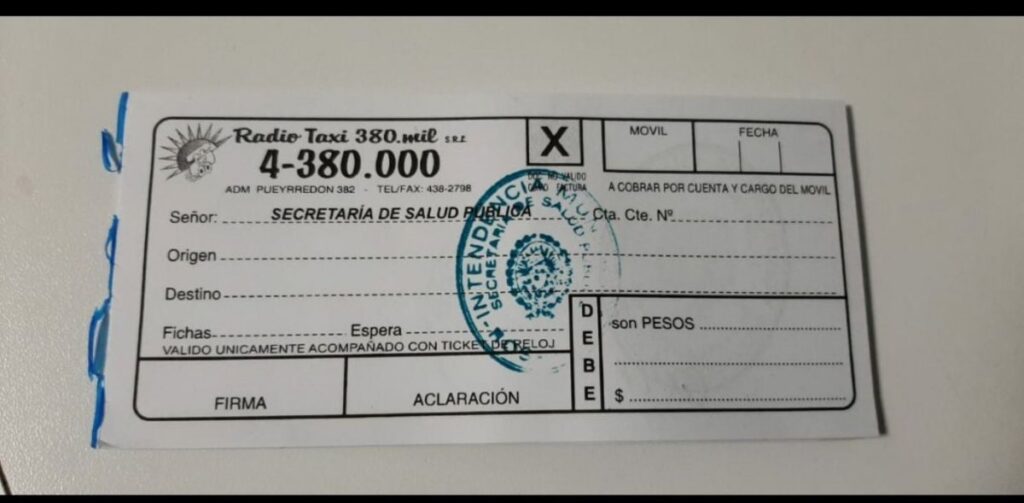 Radio Taxi 380.mil S.R.L
4-380.000
ADM PUEYRREDON 382 - TEL/FAX: 438-2798
X
DOC NO VALIDO
COMO FACTURA
MOVIL
FECHA
A COBRAR POR CUENTA Y CARGO DEL MOVIL
Señor: SECRETARÍA DE SALUD PÚBLICA Cta. Cte. Nº
Origen
Destino
Fichas Espera
VALIDO UNICAMENTE ACOMPAÑADO CON TICKET DE RELOJ
FIRMA
ACLARACIÓN
DEBE
son PESOS
$
INTENDENCIA MUN
SECRETARIA DE SALUD